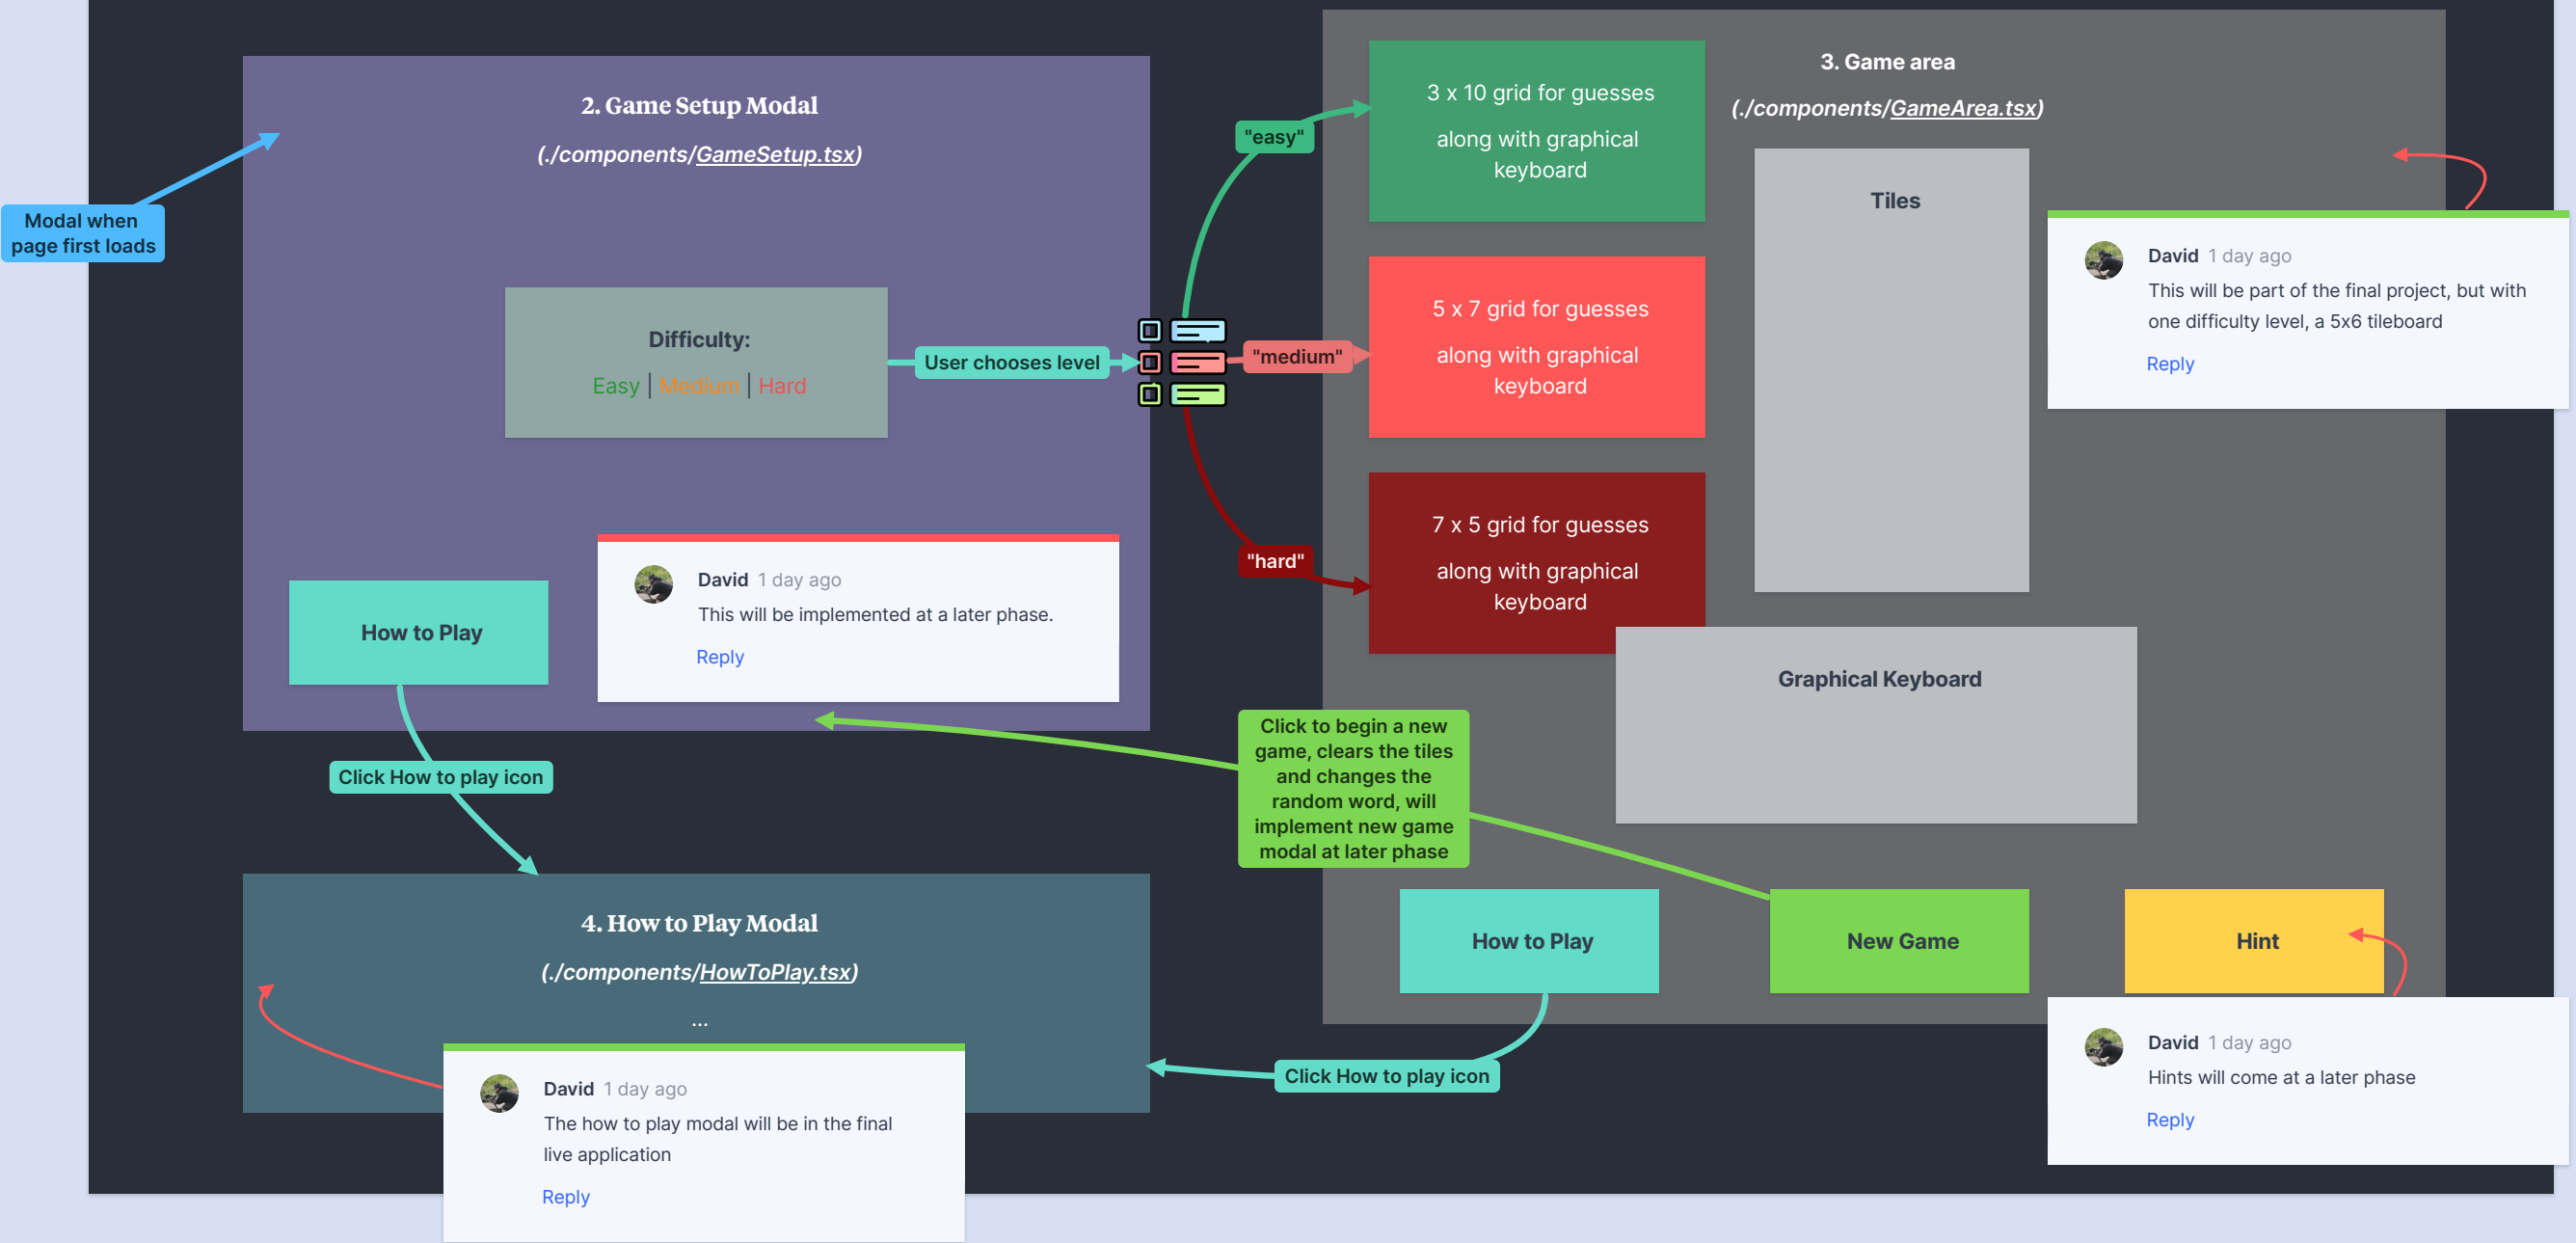 2. Game Setup Modal
(./components/GameSetup.tsx)
Modal when
page first loads
Difficulty:
Easy | Medium | Hard
User chooses level
How to Play
David 1 day ago
This will be implemented at a later phase.
Reply
Click How to play icon
"easy"
"medium"
"hard"
3. Game area
(./components/GameArea.tsx)
3 x 10 grid for guesses
along with graphical
keyboard
5 x 7 grid for guesses
along with graphical
keyboard
7 x 5 grid for guesses
along with graphical
keyboard
Tiles
David 1 day ago
This will be part of the final project, but with
one difficulty level, a 5x6 tileboard
Reply
Graphical Keyboard
Click to begin a new
game, clears the tiles
and changes the
random word, will
implement new game
modal at later phase
How to Play
New Game
Hint
David 1 day ago
Hints will come at a later phase
Reply
Click How to play icon
4. How to Play Modal
(./components/HowToPlay.tsx)
...
David 1 day ago
The how to play modal will be in the final
live application
Reply